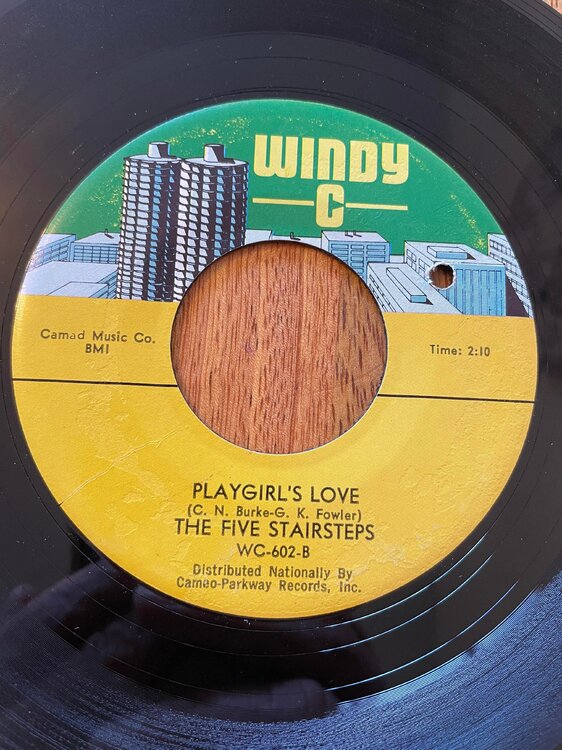 WINDY
C
Camad Music Co.
BMI
Time: 2:10
PLAYGIRL'S LOVE
(C. N. Burke-G. K. Fowler)
THE FIVE STAIRSTEPS
WC-602-B
Distributed Nationally By
Cameo-Parkway Records, Inc.